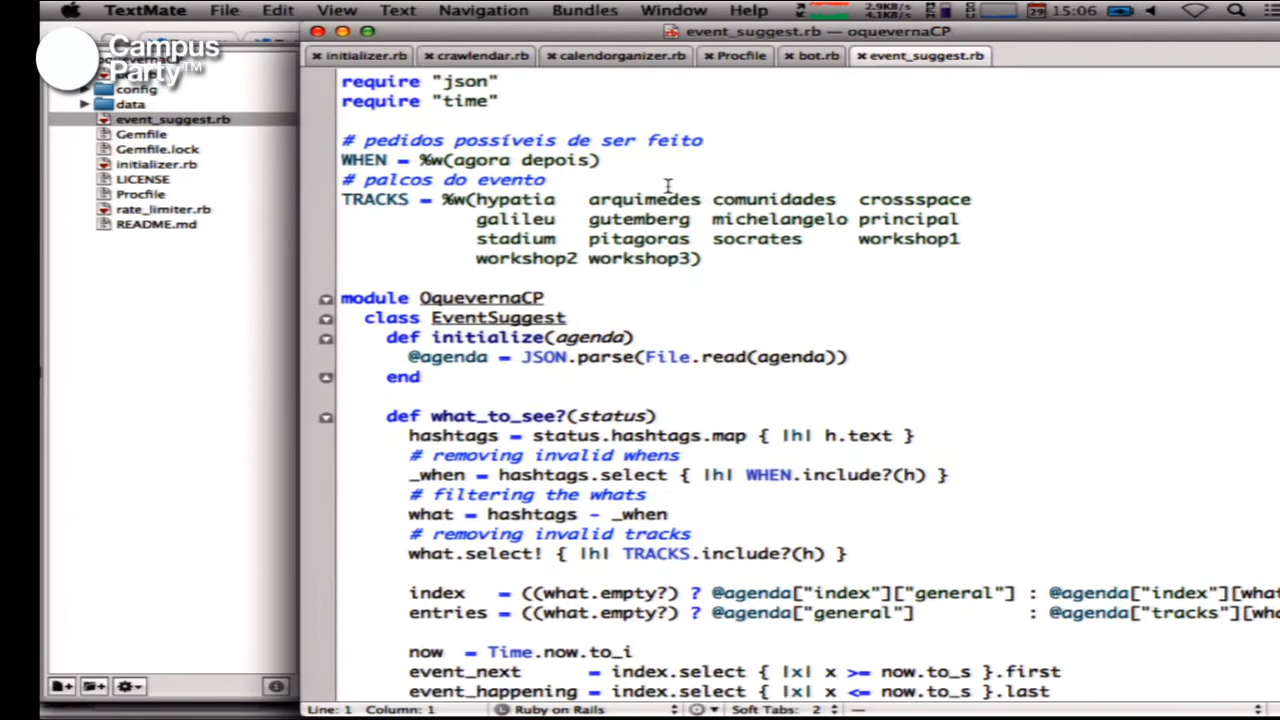 TextMate File Edit View Text Navigation Bundles Window Help 2.9KB/s 4.1KB/s 29 15:06
event_suggest.rb — oquevernaCP
Campus Party™
initializer.rb crawlendar.rb calendorganizer.rb Procfile bot.rb event_suggest.rb
config
data
event_suggest.rb
Gemfile
Gemfile.lock
initializer.rb
LICENSE
Procfile
rate_limiter.rb
README.md
require "json"
require "time"
# pedidos possíveis de ser feito
WHEN = %w(agora depois)
# palcos do evento
TRACKS = %w(hypatia arquimedes comunidades crossspace
galileu gutemberg michelangelo principal
stadium pitagoras socrates workshop1
workshop2 workshop3)
module OquevernaCP
class EventSuggest
def initialize(agenda)
@agenda = JSON.parse(File.read(agenda))
end
def what_to_see?(status)
hashtags = status.hashtags.map { |h| h.text }
# removing invalid whens
_when = hashtags.select { |h| WHEN.include?(h) }
# filtering the whats
what = hashtags - _when
# removing invalid tracks
what.select! { |h| TRACKS.include?(h) }
index = ((what.empty?) ? @agenda["index"]["general"] : @agenda["index"][wha
entries = ((what.empty?) ? @agenda["general"] : @agenda["tracks"][wh
now = Time.now.to_i
event_next = index.select { |x| x >= now.to_s }.first
event_happening = index.select { |x| x <= now.to_s }.last
Line: 1 Column: 1 Ruby on Rails Soft Tabs: 2 —